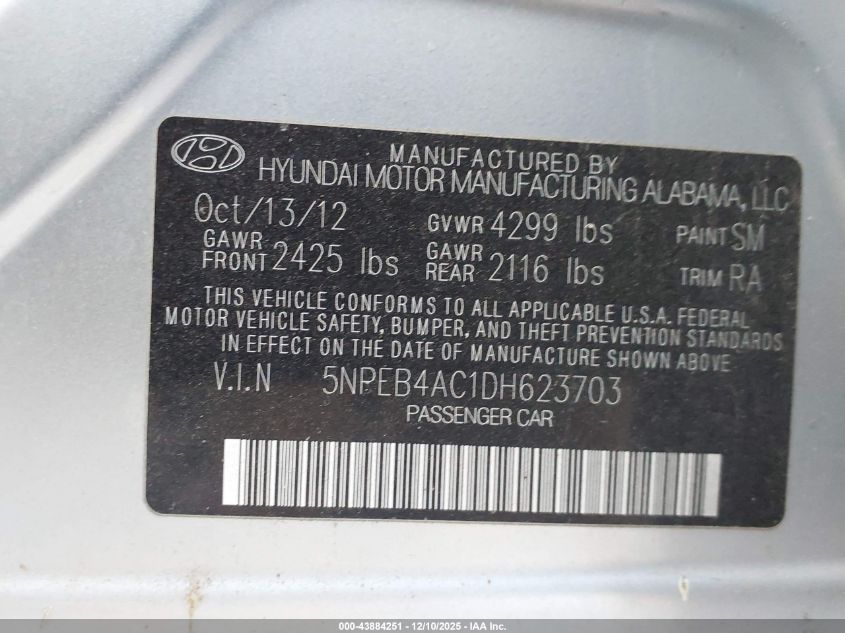 MANUFACTURED BY
HYUNDAI MOTOR MANUFACTURING ALABAMA, LLC
Oct/13/12 GVWR 4299 lbs PAINT SM
GAWR FRONT 2425 lbs GAWR REAR 2116 lbs TRIM RA
THIS VEHICLE CONFORMS TO ALL APPLICABLE U.S.A. FEDERAL
MOTOR VEHICLE SAFETY, BUMPER, AND THEFT PREVENTION STANDARDS
IN EFFECT ON THE DATE OF MANUFACTURE SHOWN ABOVE
V.I.N 5NPEB4AC1DH623703
PASSENGER CAR
000-43884251 | 12/10/2025 - IAA Inc.